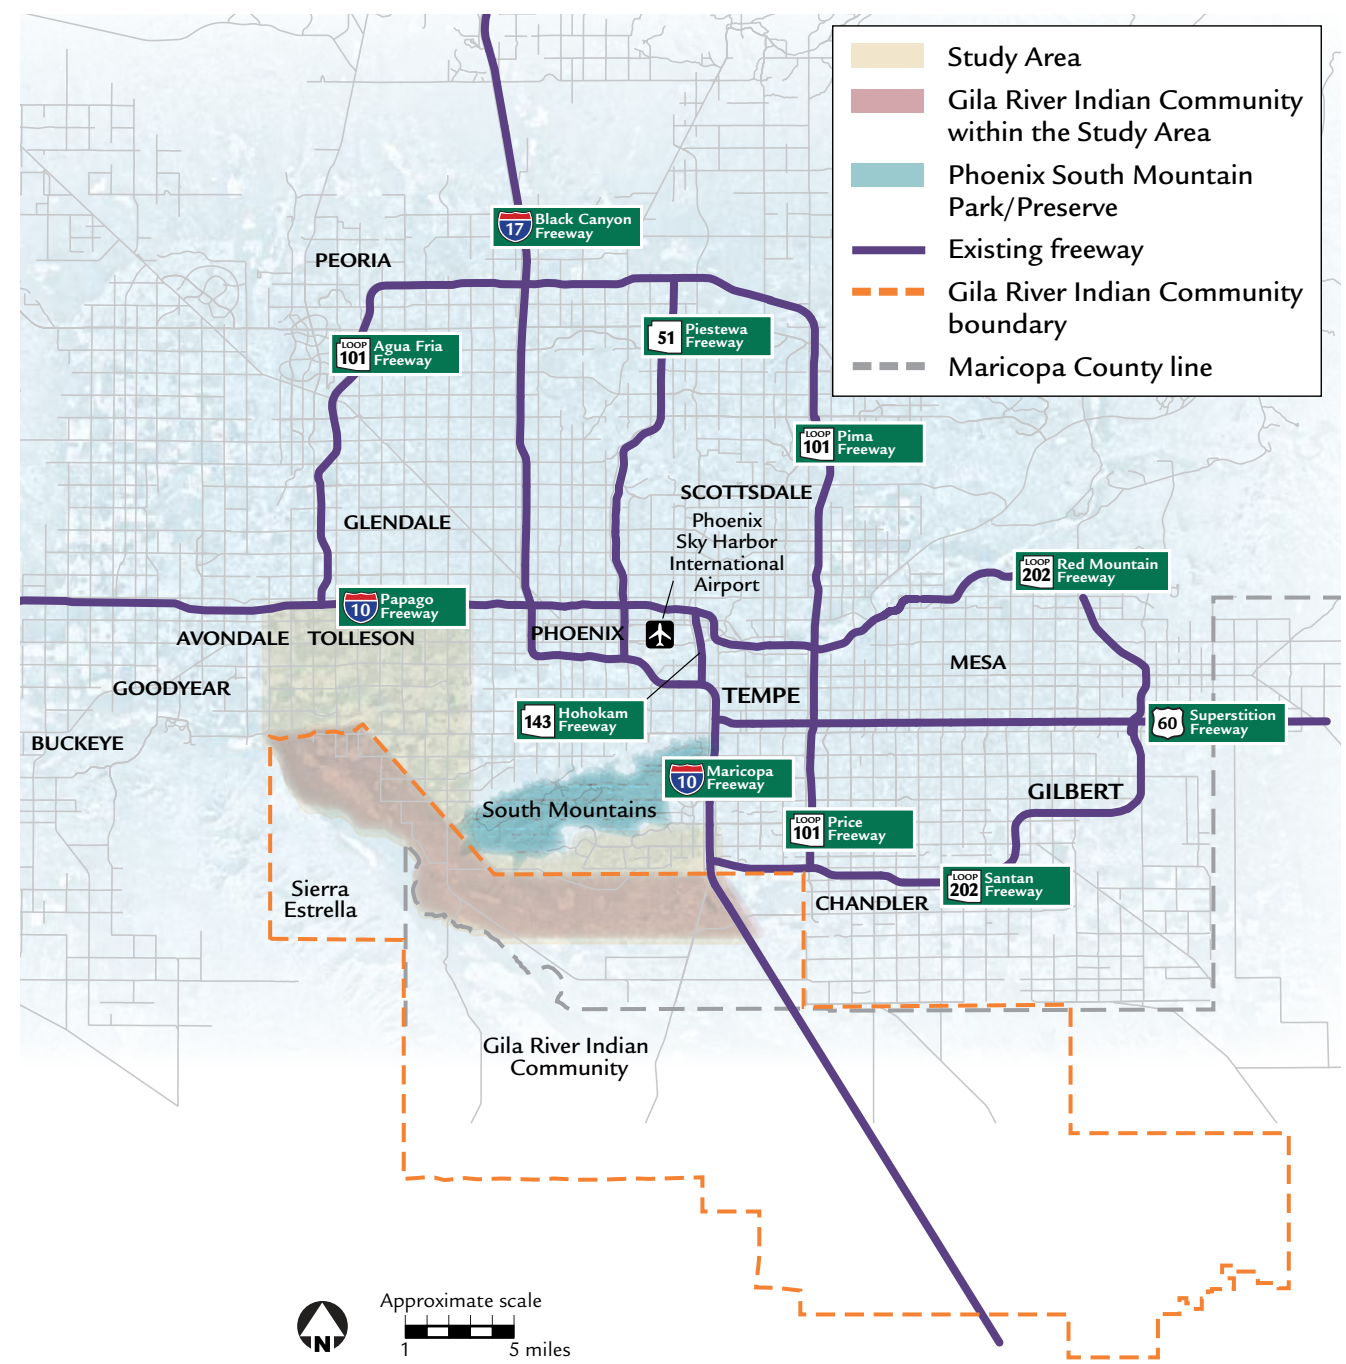 Study Area
Gila River Indian Community
within the Study Area
Phoenix South Mountain
Park/Preserve
Existing freeway
Gila River Indian Community
boundary
Maricopa County line
17
Black Canyon
Freeway
PEORIA
51
Piestewa
Freeway
LOOP
101
Agua Fria
Freeway
LOOP
101
Pima
Freeway
SCOTTSDALE
GLENDALE
Phoenix
Sky Harbor
International
Airport
LOOP
202
Red Mountain
Freeway
10
Papago
Freeway
AVONDALE
TOLLESON
PHOENIX
MESA
GOODYEAR
TEMPE
143
Hohokam
Freeway
60
Superstition
Freeway
BUCKEYE
10
Maricopa
Freeway
GILBERT
South Mountains
LOOP
101
Price
Freeway
Sierra
Estrella
LOOP
202
Santan
Freeway
CHANDLER
Gila River Indian
Community
Approximate scale
N
1
5 miles